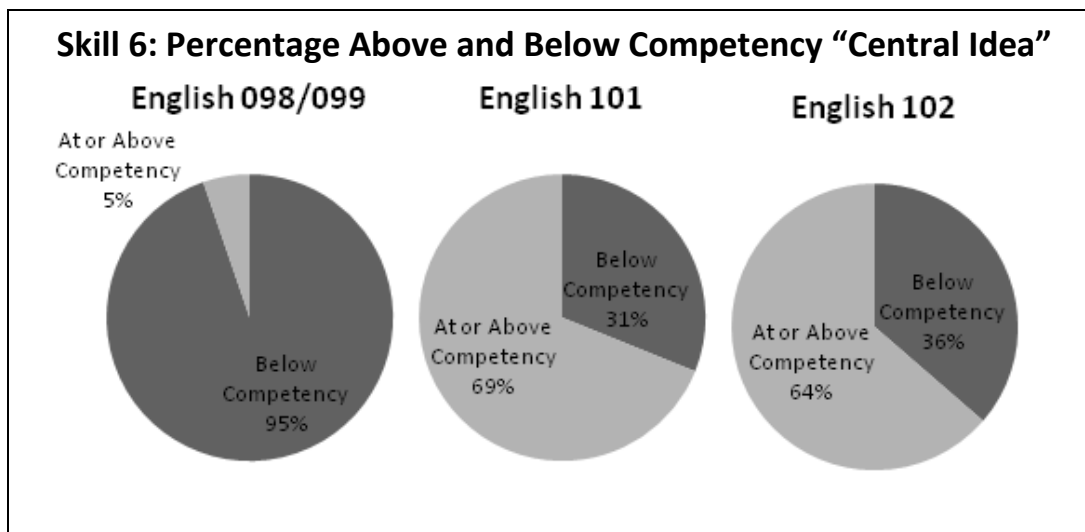 Skill 6: Percentage Above and Below Competency “Central Idea”
English 098/099
At or Above
Competency
5%
Below
Competency
95%
English 101
Below
Competency
31%
At or Above
Competency
69%
English 102
Below
Competency
36%
At or Above
Competency
64%